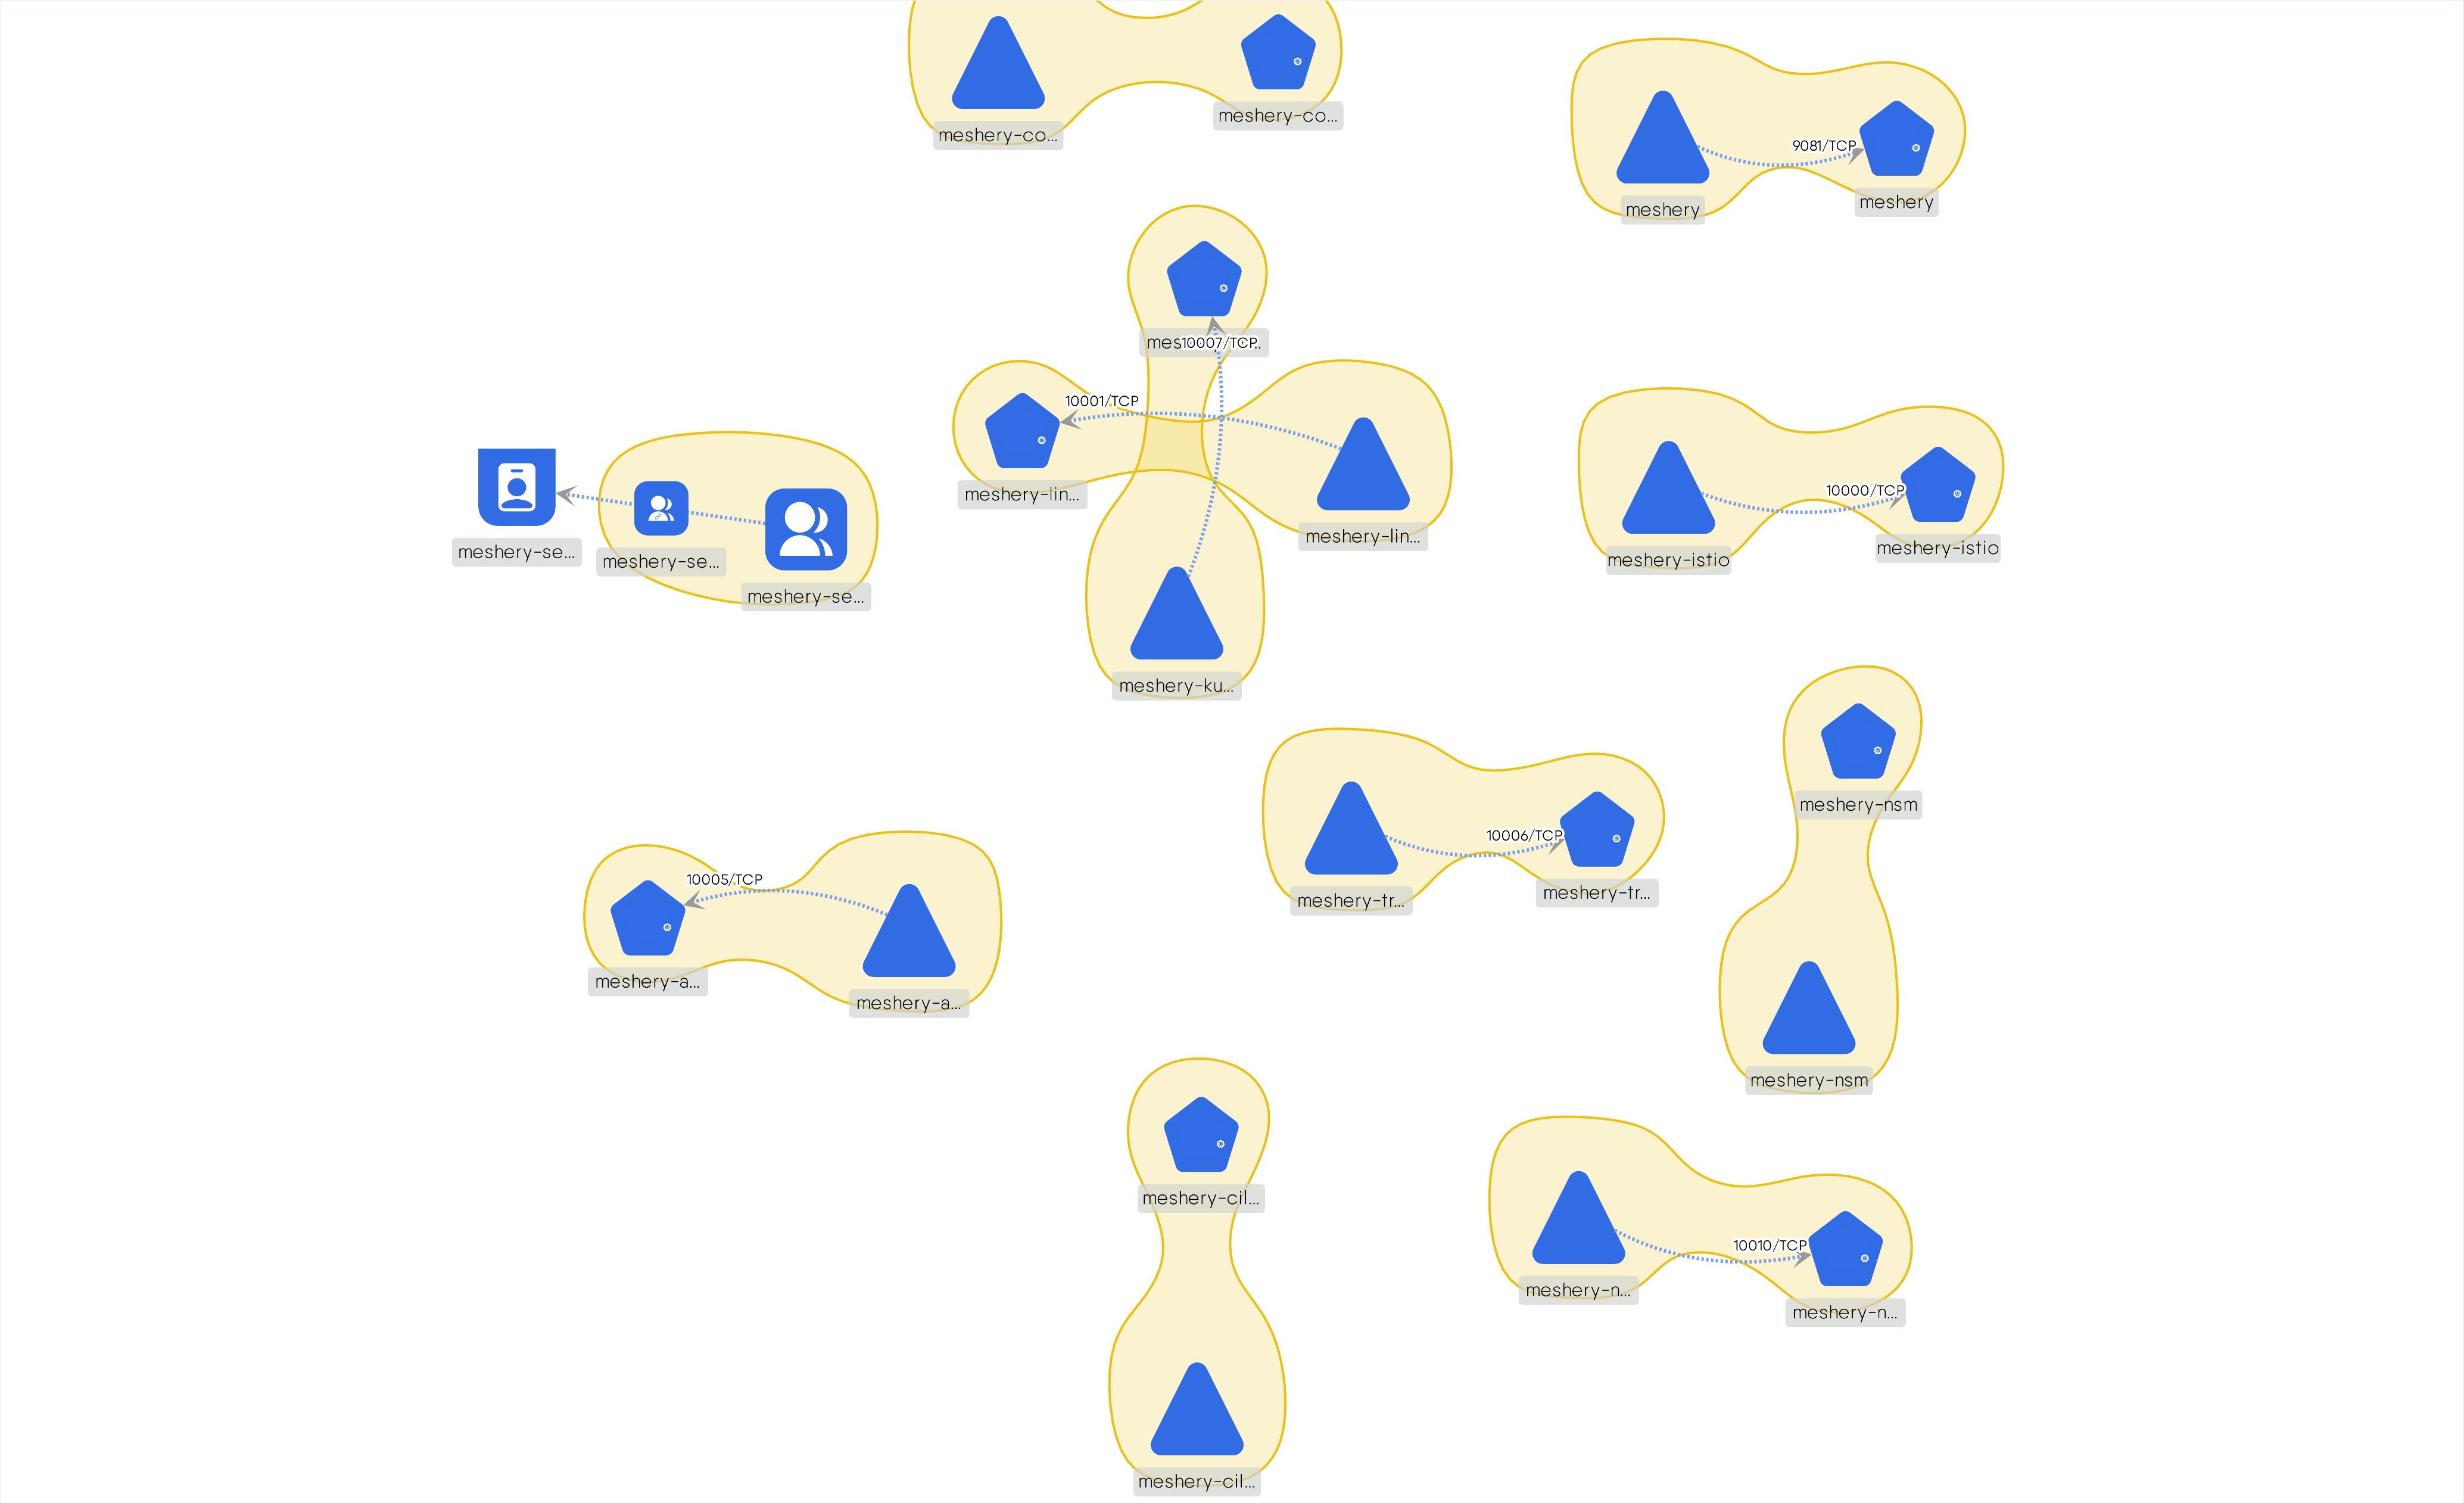 meshery-co...
meshery-co...
9081/TCP
meshery
meshery
10007/TCP
10001/TCP
meshery-lin...
meshery-lin...
meshery-ku...
10000/TCP
meshery-istio
meshery-istio
meshery-se...
meshery-se...
meshery-se...
10006/TCP
meshery-tr...
meshery-tr...
meshery-nsm
meshery-nsm
10005/TCP
meshery-a...
meshery-a...
meshery-cil...
meshery-cil...
10010/TCP
meshery-n...
meshery-n...